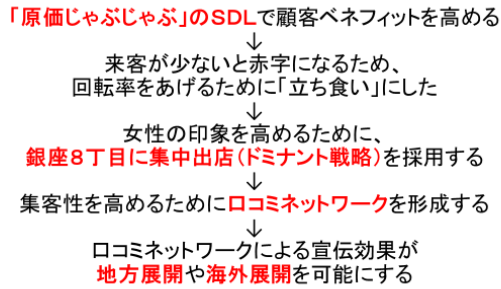 「原価じゃぶじゃぶ」のSDLで顧客ベネフィットを高める
↓
来客が少ないと赤字になるため、
回転率をあげるために「立ち食い」にした
↓
女性の印象を高めるために、
銀座8丁目に集中出店(ドミナント戦略)を採用する
↓
集客性を高めるために口コミネットワークを形成する
↓
口コミネットワークによる宣伝効果が
地方展開や海外展開を可能にする